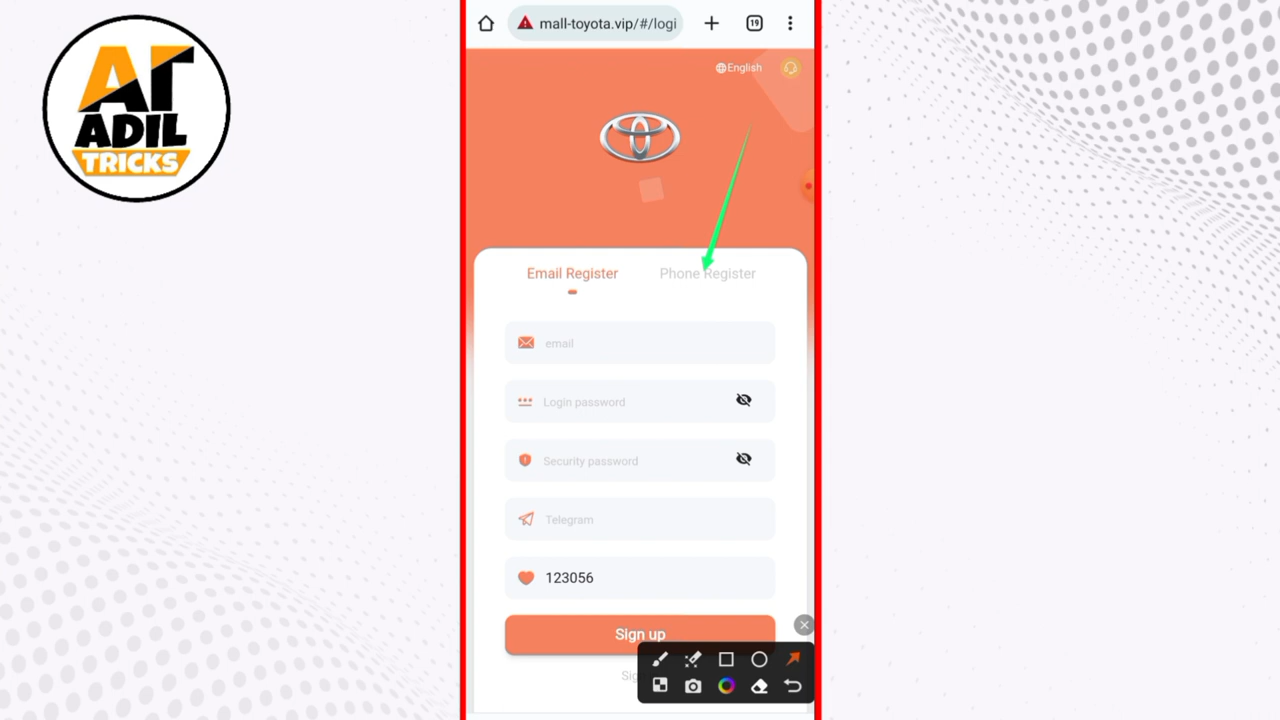 AT
ADIL
TRICKS
mall-toyota.vip/#/logi
19
English
Email Register
Phone Register
email
Login password
Security password
Telegram
123056
Sign up
Sig